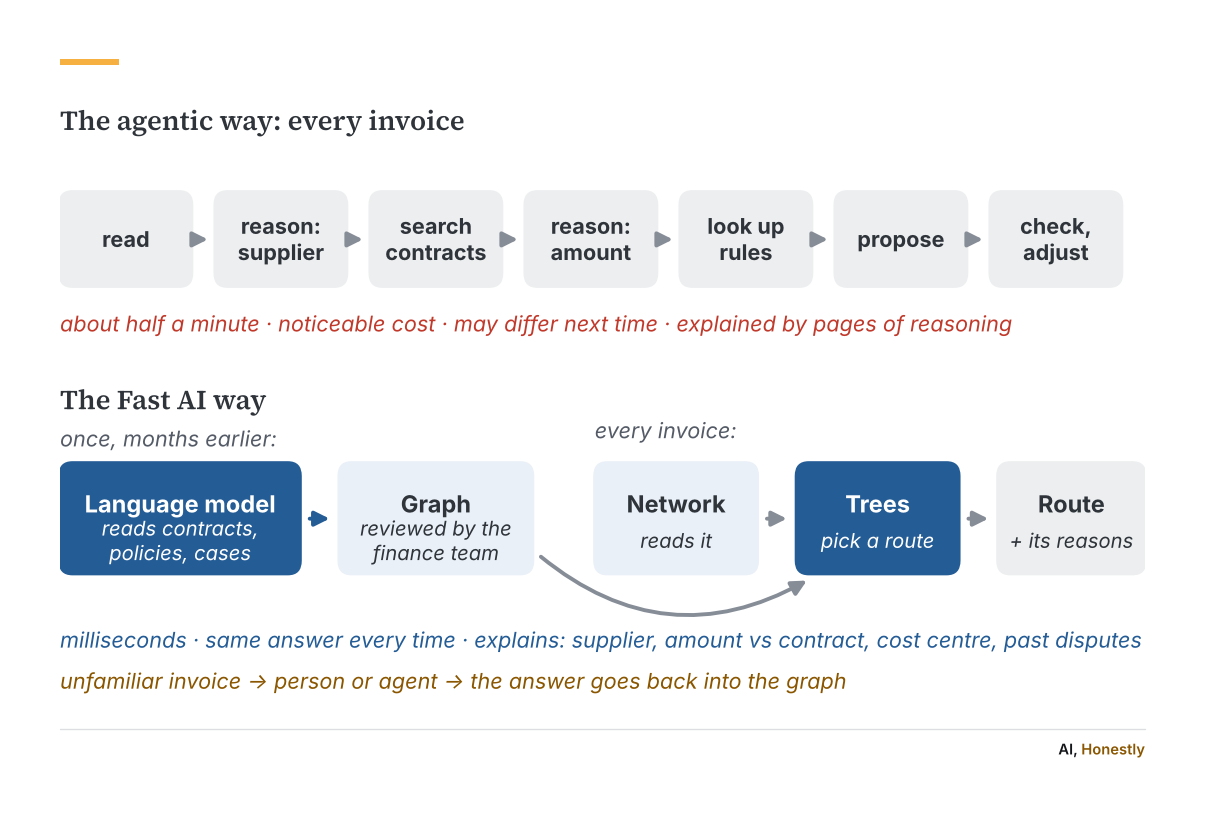 The agentic way: every invoice
read
reason:
supplier
search
contracts
reason:
amount
look up
rules
propose
check,
adjust
about half a minute · noticeable cost · may differ next time · explained by pages of reasoning
The Fast AI way
once, months earlier:
every invoice:
Language model
reads contracts,
policies, cases
Graph
reviewed by the
finance team
Network
reads it
Trees
pick a route
Route
+ its reasons
milliseconds · same answer every time · explains: supplier, amount vs contract, cost centre, past disputes
unfamiliar invoice → person or agent → the answer goes back into the graph
AI, Honestly